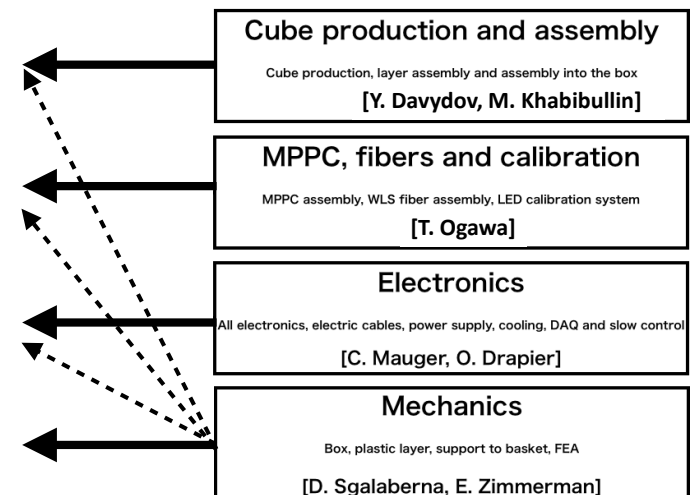 Cube production and assembly
Cube production, layer assembly and assembly into the box
[Y. Davydov, M. Khabibullin]
MPPC, fibers and calibration
MPPC assembly, WLS fiber assembly, LED calibration system
[T. Ogawa]
Electronics
All electronics, electric cables, power supply, cooling, DAQ and slow control
[C. Mauger, O. Drapier]
Mechanics
Box, plastic layer, support to basket, FEA
[D. Sgalaberna, E. Zimmerman]